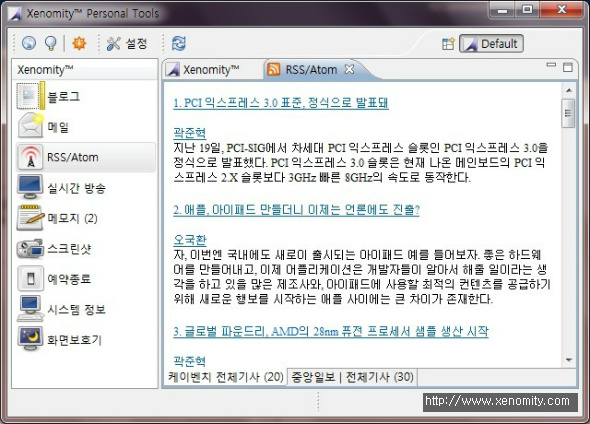 Xenomity™ Personal Tools
설정
Default
Xenomity™
블로그
메일
RSS/Atom
실시간 방송
메모지 (2)
스크린샷
예약종료
시스템 정보
화면보호기
Xenomity™
RSS/Atom
1. PCI 익스프레스 3.0 표준, 정식으로 발표돼
곽준혁
지난 19일, PCI-SIG에서 차세대 PCI 익스프레스 슬롯인 PCI 익스프레스 3.0을
정식으로 발표했다. PCI 익스프레스 3.0 슬롯은 현재 나온 메인보드의 PCI 익
스프레스 2.X 슬롯보다 3GHz 빠른 8GHz의 속도로 동작한다.
2. 애플, 아이패드 만들더니 이제는 언론에도 진출?
오국환
자, 이번엔 국내에도 새로이 출시되는 아이패드 예를 들어보자. 좋은 하드웨
어를 만들어내고, 이제 어플리케이션은 개발자들이 알아서 해줄 일이라는 생
각을 하고 있을 많은 제조사와, 아이패드에 사용할 최적의 컨텐츠를 공급하기
위해 새로운 행보를 시작하는 애플 사이에는 큰 차이가 존재한다.
3. 글로벌 파운드리, AMD의 28nm 퓨전 프로세서 샘플 생산 시작
곽준혁
케이벤치 전체기사 (20)
중앙일보 | 전체기사 (30)
http://www.xenomity.com